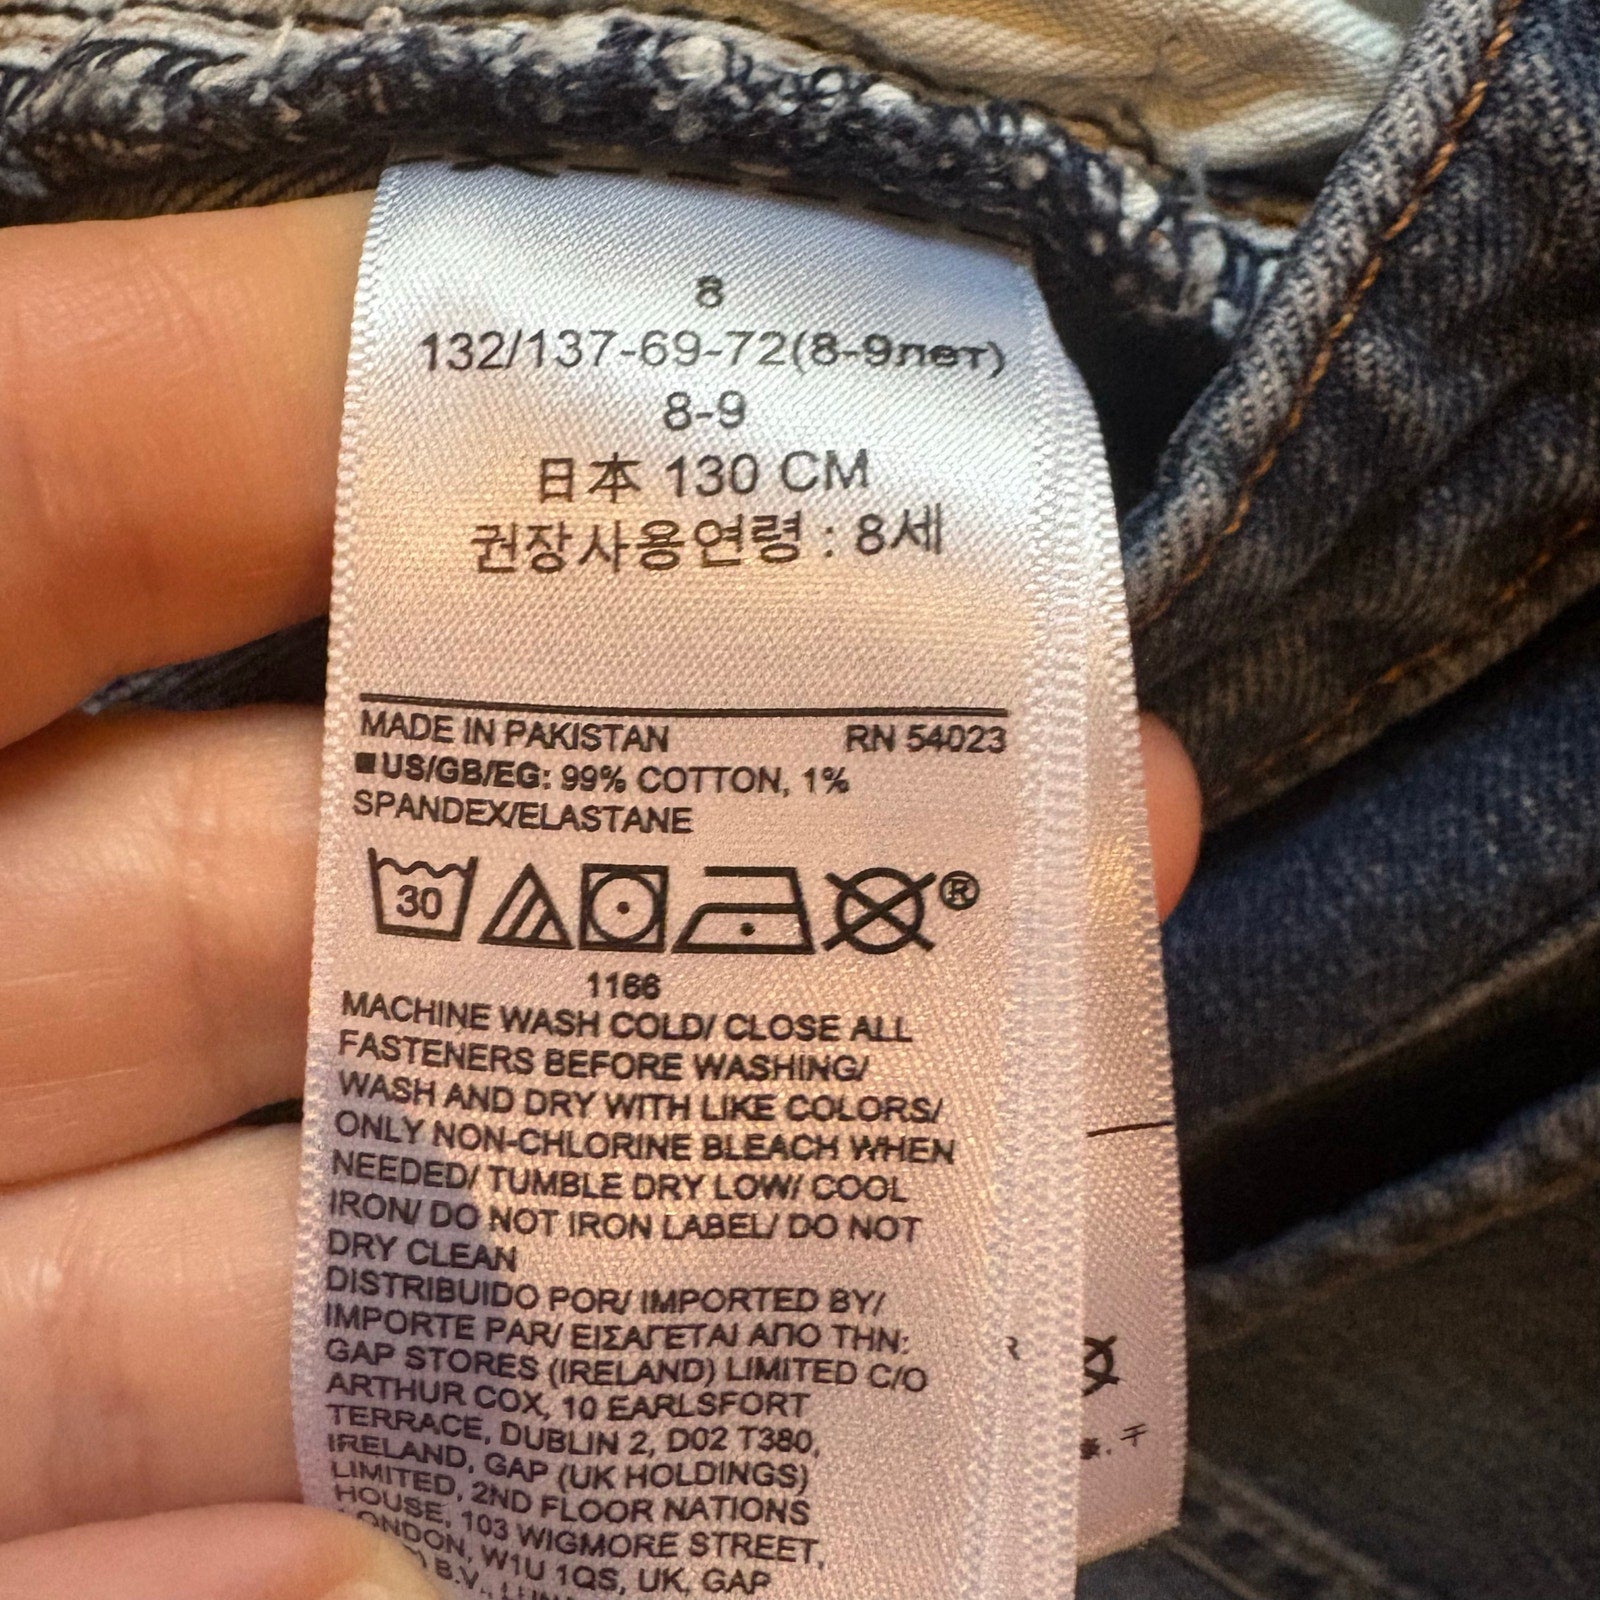 8
132/137-69-72(8-9лет)
8-9
日本 130 CM
권장사용연령 : 8세
MADE IN PAKISTAN RN 54023
US/GB/EG: 99% COTTON, 1%
SPANDEX/ELASTANE
30 ®
1166
MACHINE WASH COLD/ CLOSE ALL
FASTENERS BEFORE WASHING/
WASH AND DRY WITH LIKE COLORS/
ONLY NON-CHLORINE BLEACH WHEN
NEEDED/ TUMBLE DRY LOW/ COOL
IRON/ DO NOT IRON LABEL/ DO NOT
DRY CLEAN
DISTRIBUIDO POR/ IMPORTED BY/
IMPORTE PAR/ ΕΙΣΑΓΕΤΑΙ ΑΠΟ ΤΗΝ:
GAP STORES (IRELAND) LIMITED C/O
ARTHUR COX, 10 EARLSFORT
TERRACE, DUBLIN 2, D02 T380,
IRELAND, GAP (UK HOLDINGS)
LIMITED, 2ND FLOOR NATIONS
HOUSE, 103 WIGMORE STREET,
LONDON, W1U 1QS, UK, GAP
B.V.,